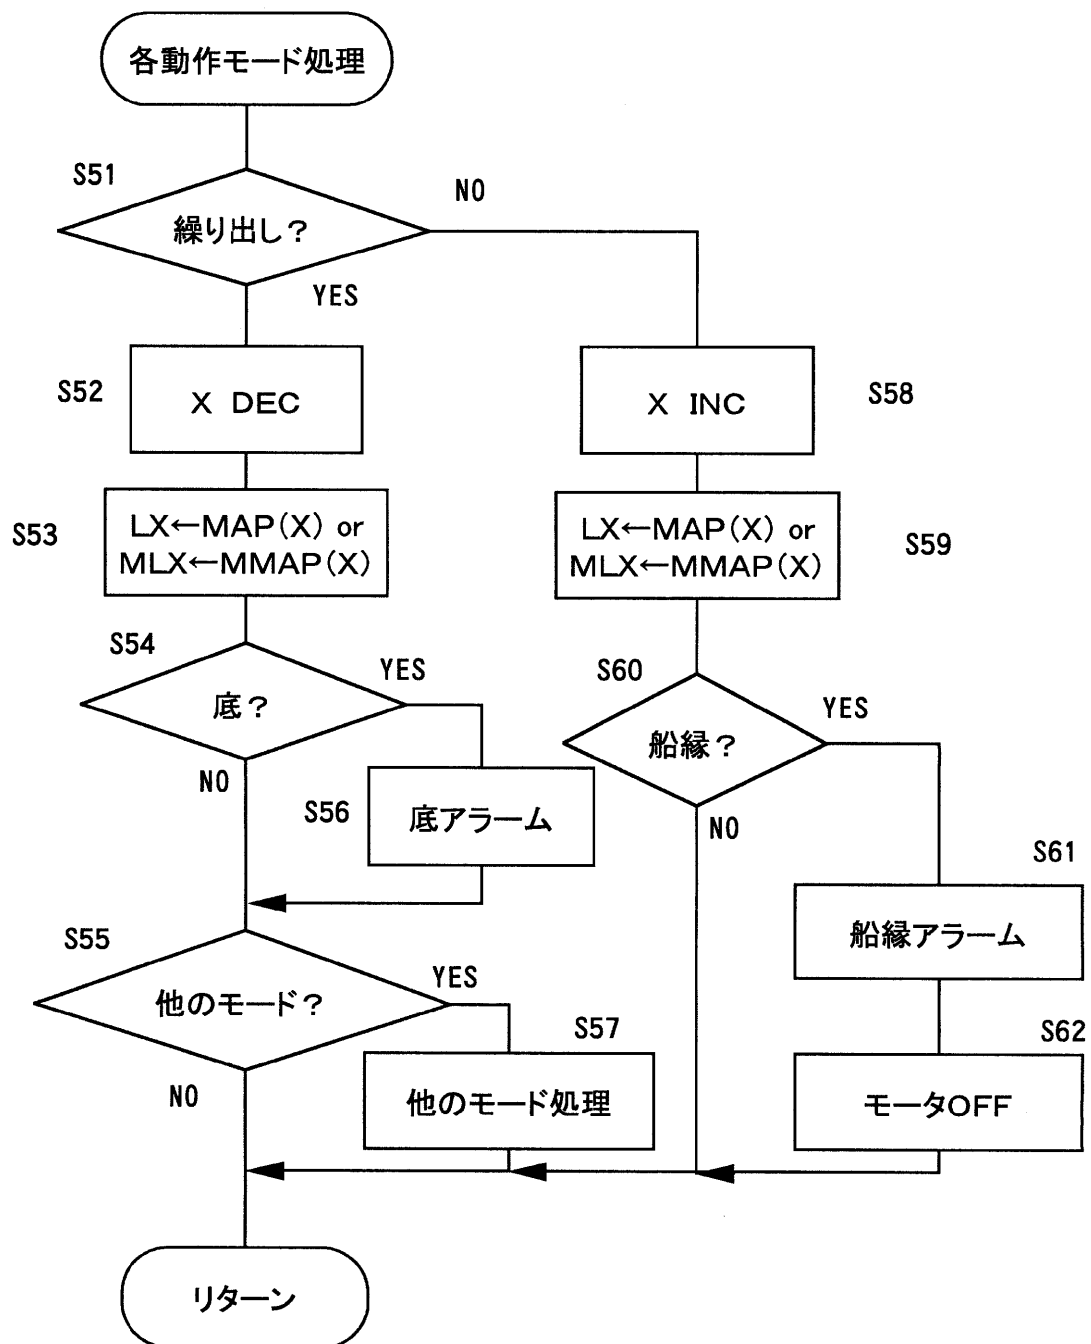 各動作モード処理
S51
繰り出し？
NO
YES
S52
X DEC
X INC
S58
S53
LX←MAP(X) or
MLX←MMAP(X)
LX←MAP(X) or
MLX←MMAP(X)
S59
S54
底？
YES
NO
S60
船縁？
YES
NO
S56
底アラーム
S61
船縁アラーム
S55
他のモード？
YES
NO
S57
他のモード処理
S62
モータOFF
リターン